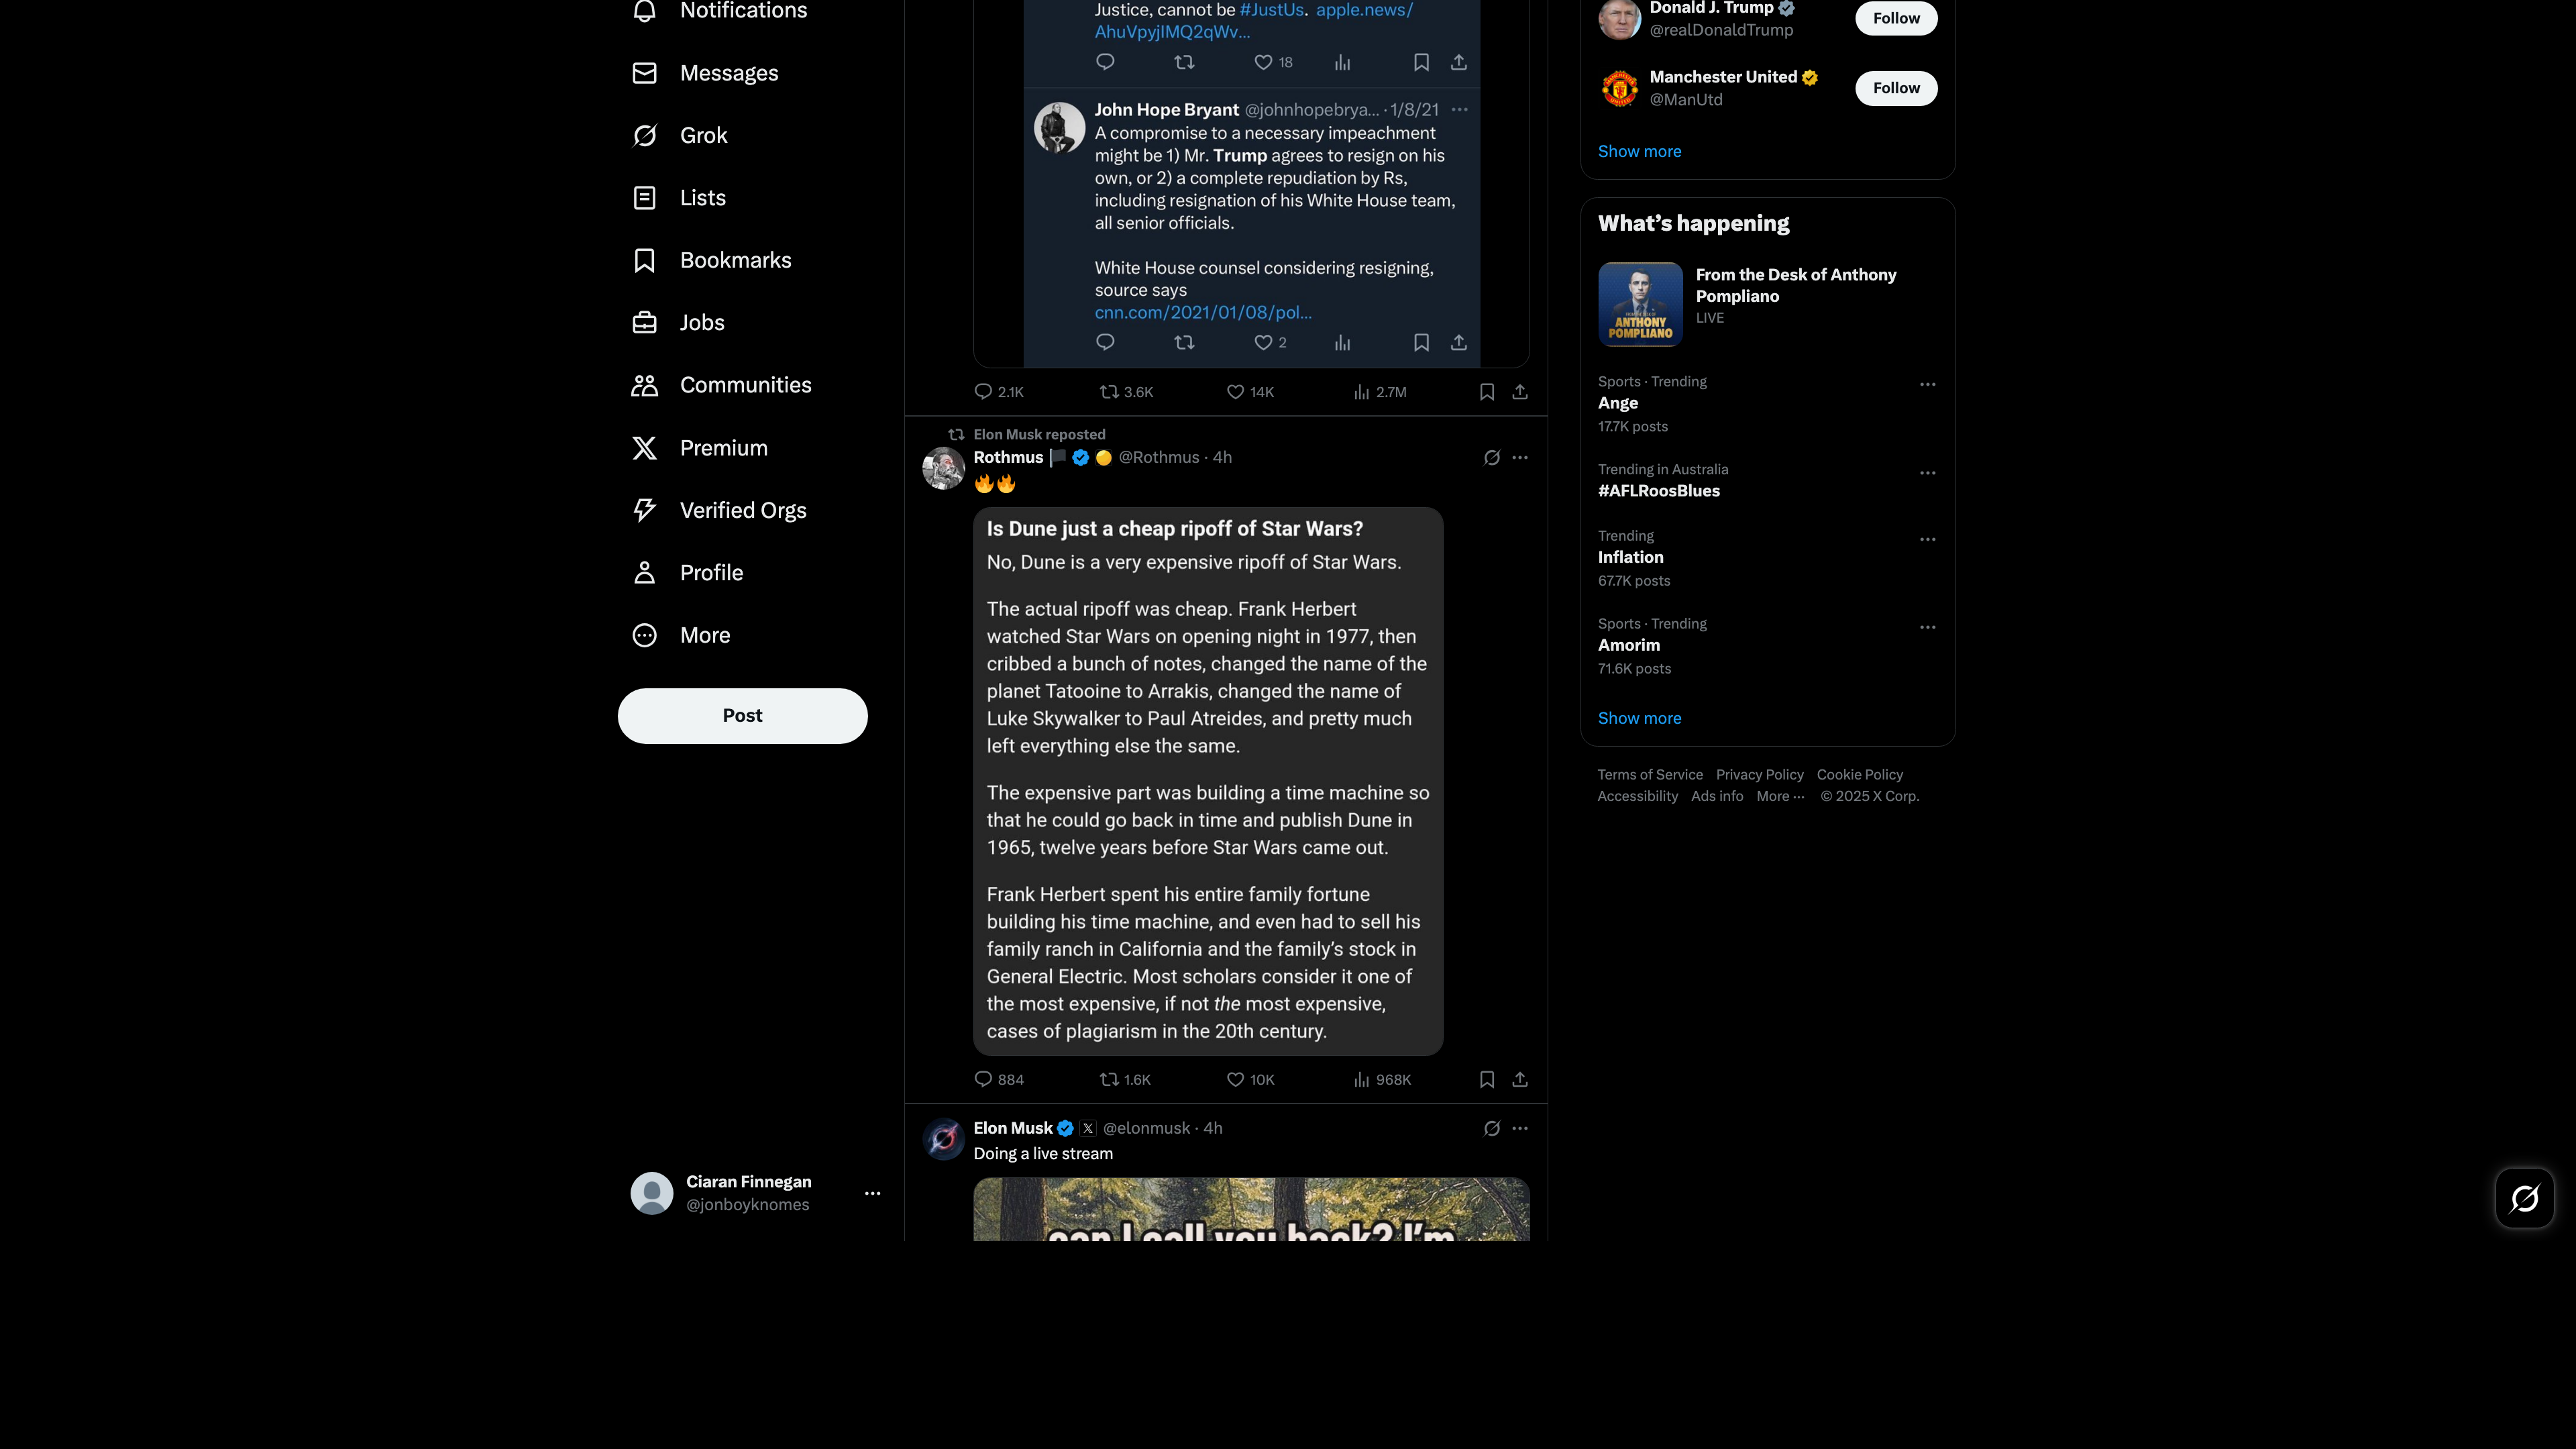 Notifications
Messages
Grok
Lists
Bookmarks
Jobs
Communities
Premium
Verified Orgs
Profile
More
Post
Ciaran Finnegan
@jonboyknomes
Justice, cannot be #JustUs. apple.news/
AhuVpyjIMQ2qWv...
18
John Hope Bryant @johnhopebrya... · 1/8/21
A compromise to a necessary impeachment
might be 1) Mr. Trump agrees to resign on his
own, or 2) a complete repudiation by Rs,
including resignation of his White House team,
all senior officials.
White House counsel considering resigning,
source says
cnn.com/2021/01/08/pol...
2
2.1K 3.6K 14K 2.7M
Elon Musk reposted
Rothmus 🏴 @Rothmus · 4h
🔥🔥
Is Dune just a cheap ripoff of Star Wars?
No, Dune is a very expensive ripoff of Star Wars.
The actual ripoff was cheap. Frank Herbert
watched Star Wars on opening night in 1977, then
cribbed a bunch of notes, changed the name of the
planet Tatooine to Arrakis, changed the name of
Luke Skywalker to Paul Atreides, and pretty much
left everything else the same.
The expensive part was building a time machine so
that he could go back in time and publish Dune in
1965, twelve years before Star Wars came out.
Frank Herbert spent his entire family fortune
building his time machine, and even had to sell his
family ranch in California and the family’s stock in
General Electric. Most scholars consider it one of
the most expensive, if not the most expensive,
cases of plagiarism in the 20th century.
884 1.6K 10K 968K
Elon Musk @elonmusk · 4h
Doing a live stream
can I call you back? I’m
Donald J. Trump
@realDonaldTrump
Follow
Manchester United
@ManUtd
Follow
Show more
What’s happening
ANTHONY
POMPLIANO
From the Desk of Anthony
Pompliano
LIVE
Sports · Trending
Ange
17.7K posts
Trending in Australia
#AFLRoosBlues
Trending
Inflation
67.7K posts
Sports · Trending
Amorim
71.6K posts
Show more
Terms of Service Privacy Policy Cookie Policy
Accessibility Ads info More ... © 2025 X Corp.